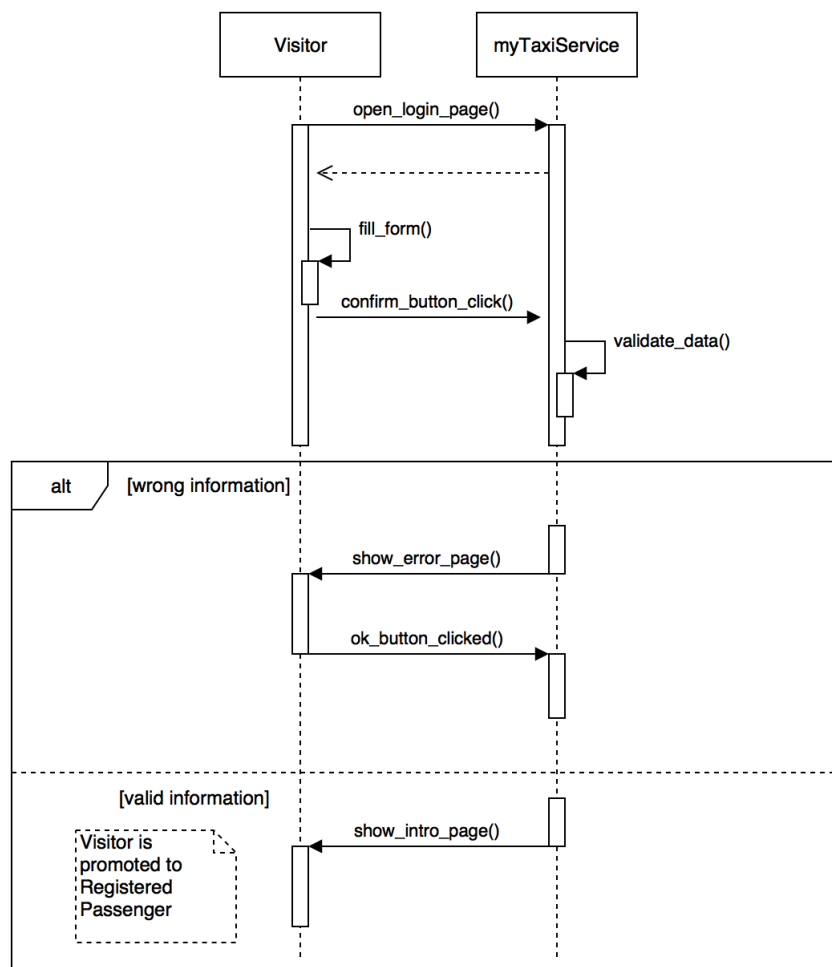 Visitor
myTaxiService
open_login_page()
fill_form()
confirm_button_click()
validate_data()
alt
[wrong information]
show_error_page()
ok_button_clicked()
[valid information]
show_intro_page()
Visitor is
promoted to
Registered
Passenger